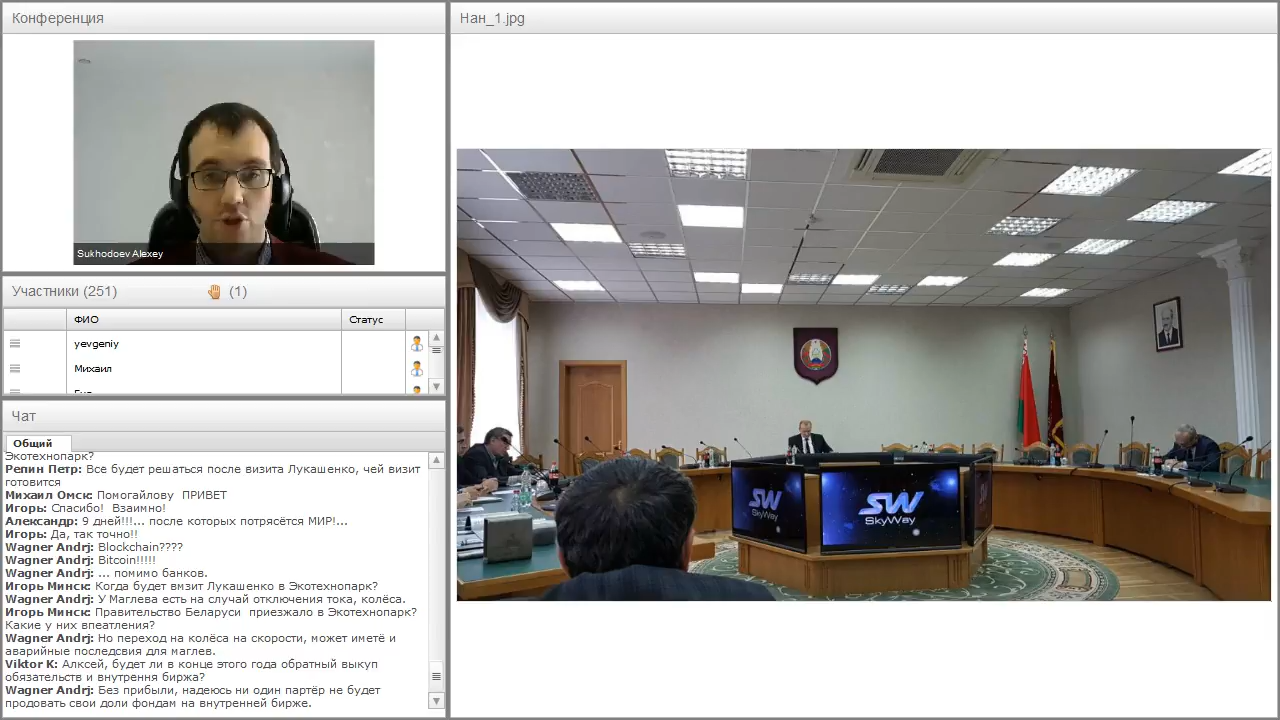 Конференция
Sukhodoev Alexey
Участники (251)
(1)
ФИО
Статус
yevgeniy
Михаил
Чат
Общий
Экотехнопарк?
Репин Петр: Все будет решаться после визита Лукашенко, чей визит
готовится
Михаил Омск: Помогайлову ПРИВЕТ
Игорь: Спасибо! Взаимно!
Александр: 9 дней!!!... после которых потрясётся МИР!...
Игорь: Да, так точно!!
Wagner Andrj: Blockchain????
Wagner Andrj: Bitcoin!!!!!
Wagner Andrj: ... помимо банков.
Игорь Минск: Когда будет вмзит Лукашенко в Экотехнопарк?
Wagner Andrj: У Маглева есть на случай отключения тока, колёса.
Игорь Минск: Правительство Беларуси приезжало в Экотехнопарк?
Какие у них впеатления?
Wagner Andrj: Но переход на колёса на скорости, может иметё и
аварийные последсвия для маглев.
Viktor K: Алксей, будет ли в конце этого года обратный выкуп
обязательств и внутрення биржа?
Wagner Andrj: Без прибыли, надеюсь ни один партёр не будет
продовать свои доли фондам на внутренней бирже.
Нан_1.jpg
SW
SkyWay
SW
SkyWay